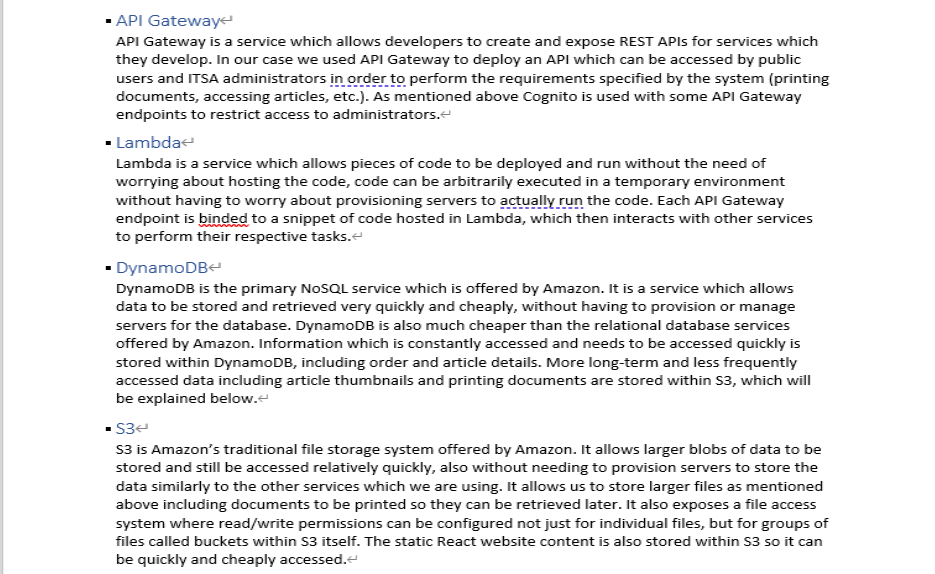 ▪ API Gateway↵
API Gateway is a service which allows developers to create and expose REST APIs for services which
they develop. In our case we used API Gateway to deploy an API which can be accessed by public
users and ITSA administrators in order to perform the requirements specified by the system (printing
documents, accessing articles, etc.). As mentioned above Cognito is used with some API Gateway
endpoints to restrict access to administrators.↵
▪ Lambda↵
Lambda is a service which allows pieces of code to be deployed and run without the need of
worrying about hosting the code, code can be arbitrarily executed in a temporary environment
without having to worry about provisioning servers to actually run the code. Each API Gateway
endpoint is binded to a snippet of code hosted in Lambda, which then interacts with other services
to perform their respective tasks.↵
▪ DynamoDB↵
DynamoDB is the primary NoSQL service which is offered by Amazon. It is a service which allows
data to be stored and retrieved very quickly and cheaply, without having to provision or manage
servers for the database. DynamoDB is also much cheaper than the relational database services
offered by Amazon. Information which is constantly accessed and needs to be accessed quickly is
stored within DynamoDB, including order and article details. More long-term and less frequently
accessed data including article thumbnails and printing documents are stored within S3, which will
be explained below.↵
▪ S3↵
S3 is Amazon’s traditional file storage system offered by Amazon. It allows larger blobs of data to be
stored and still be accessed relatively quickly, also without needing to provision servers to store the
data similarly to the other services which we are using. It allows us to store larger files as mentioned
above including documents to be printed so they can be retrieved later. It also exposes a file access
system where read/write permissions can be configured not just for individual files, but for groups of
files called buckets within S3 itself. The static React website content is also stored within S3 so it can
be quickly and cheaply accessed.↵